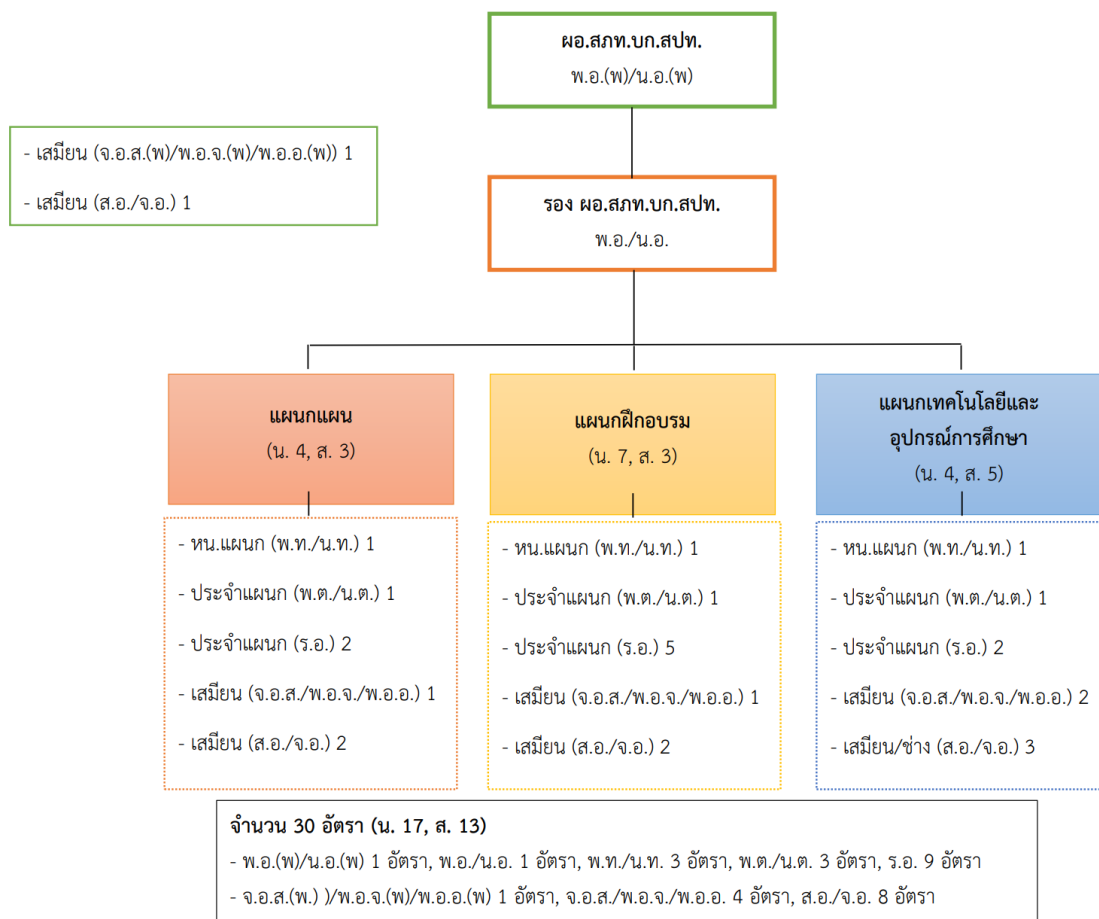 ผอ.สภท.บก.สปท.
พ.อ.(พ)/น.อ.(พ)
- เสมียน (จ.อ.ส.(พ)/พ.อ.จ.(พ)/พ.อ.อ.(พ)) 1
- เสมียน (ส.อ./จ.อ.) 1
รอง ผอ.สภท.บก.สปท.
พ.อ./น.อ.
แผนกแผน
(น. 4, ส. 3)
- หน.แผนก (พ.ท./น.ท.) 1
- ประจำแผนก (พ.ต./น.ต.) 1
- ประจำแผนก (ร.อ.) 2
- เสมียน (จ.อ.ส./พ.อ.จ./พ.อ.อ.) 1
- เสมียน (ส.อ./จ.อ.) 2
แผนกฝึกอบรม
(น. 7, ส. 3)
- หน.แผนก (พ.ท./น.ท.) 1
- ประจำแผนก (พ.ต./น.ต.) 1
- ประจำแผนก (ร.อ.) 5
- เสมียน (จ.อ.ส./พ.อ.จ./พ.อ.อ.) 1
- เสมียน (ส.อ./จ.อ.) 2
แผนกเทคโนโลยีและ
อุปกรณ์การศึกษา
(น. 4, ส. 5)
- หน.แผนก (พ.ท./น.ท.) 1
- ประจำแผนก (พ.ต./น.ต.) 1
- ประจำแผนก (ร.อ.) 2
- เสมียน (จ.อ.ส./พ.อ.จ./พ.อ.อ.) 2
- เสมียน/ช่าง (ส.อ./จ.อ.) 3
จำนวน 30 อัตรา (น. 17, ส. 13)
- พ.อ.(พ)/น.อ.(พ) 1 อัตรา, พ.อ./น.อ. 1 อัตรา, พ.ท./น.ท. 3 อัตรา, พ.ต./น.ต. 3 อัตรา, ร.อ. 9 อัตรา
- จ.อ.ส.(พ.) )/พ.อ.จ.(พ)/พ.อ.อ.(พ) 1 อัตรา, จ.อ.ส./พ.อ.จ./พ.อ.อ. 4 อัตรา, ส.อ./จ.อ. 8 อัตรา